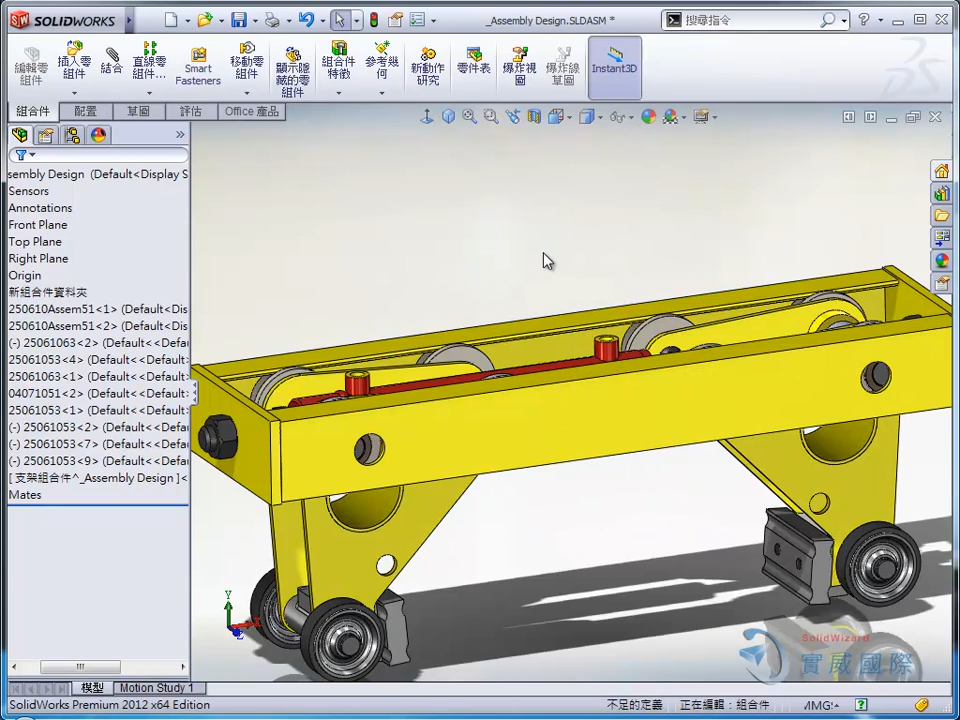 SOLIDWORKS
_Assembly Design.SLDASM *
搜尋指令
編輯零組件
插入零組件
結合
直線零組件...
Smart Fasteners
移動零組件
顯示隱藏的零組件
組合件特徵
參考幾何
新動作研究
零件表
爆炸視圖
爆炸線草圖
Instant3D
組合件
配置
草圖
評估
Office 產品
sembly Design (Default<Display S
Sensors
Annotations
Front Plane
Top Plane
Right Plane
Origin
新組合件資料夾
250610Assem51<1> (Default<Dis
250610Assem51<2> (Default<Dis
(-) 25061063<2> (Default<<Defau
25061053<4> (Default<<Default
25061063<1> (Default<<Default
04071051<2> (Default<<Default
25061053<1> (Default<<Default
(-) 25061053<2> (Default<<Defau
(-) 25061053<7> (Default<<Defau
(-) 25061053<9> (Default<<Defau
[ 支架組合件^_Assembly Design ]<
Mates
Y
X
Z
SolidWizard
實威國際
模型
Motion Study 1
SolidWorks Premium 2012 x64 Edition
不足的定義
正在編輯: 組合件
/IMG!